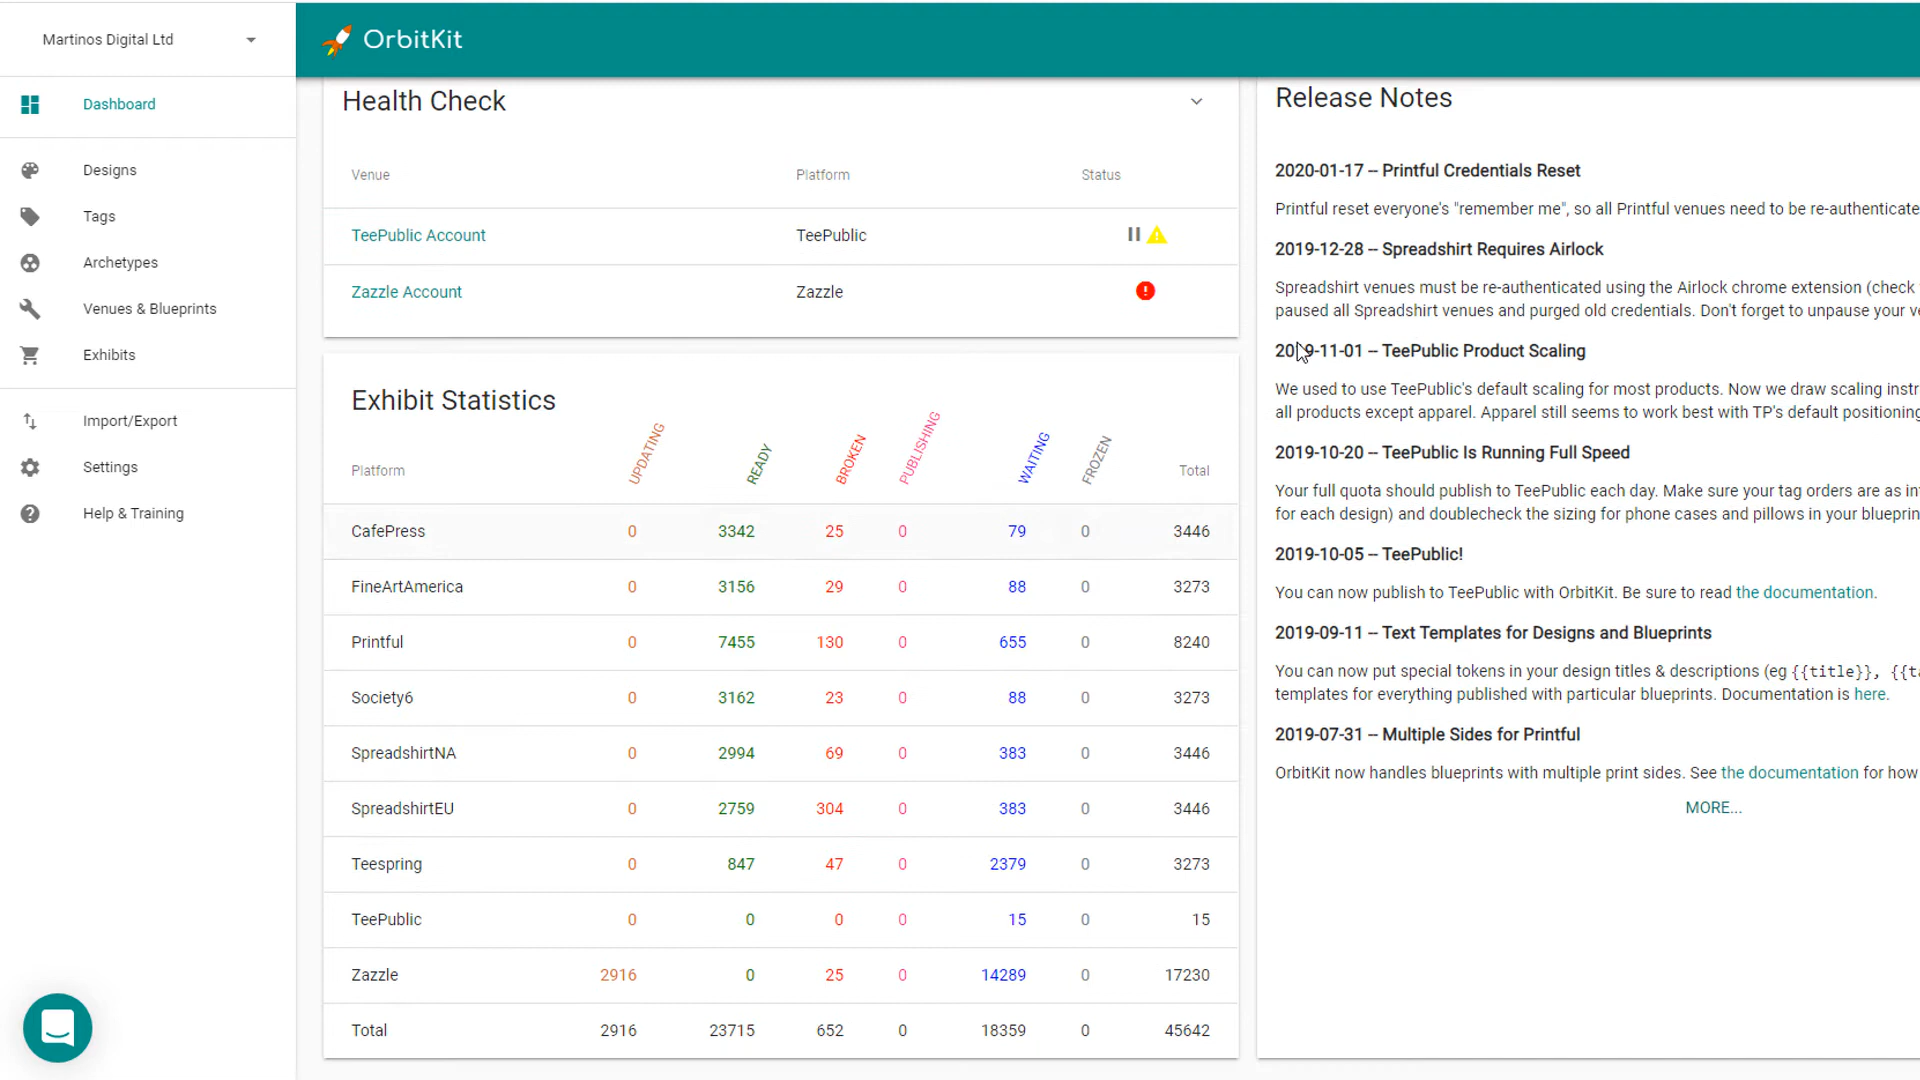 Martinos Digital Ltd
OrbitKit
Dashboard
Designs
Tags
Archetypes
Venues & Blueprints
Exhibits
Import/Export
Settings
Help & Training
Health Check
Venue Platform Status
TeePublic Account TeePublic
Zazzle Account Zazzle
Exhibit Statistics
Platform UPDATING READY BROKEN PUBLISHING WAITING FROZEN Total
CafePress 0 3342 25 0 79 0 3446
FineArtAmerica 0 3156 29 0 88 0 3273
Printful 0 7455 130 0 655 0 8240
Society6 0 3162 23 0 88 0 3273
SpreadshirtNA 0 2994 69 0 383 0 3446
SpreadshirtEU 0 2759 304 0 383 0 3446
Teespring 0 847 47 0 2379 0 3273
TeePublic 0 0 0 0 15 0 15
Zazzle 2916 0 25 0 14289 0 17230
Total 2916 23715 652 0 18359 0 45642
Release Notes
2020-01-17 -- Printful Credentials Reset
Printful reset everyone's "remember me", so all Printful venues need to be re-authenticate
2019-12-28 -- Spreadshirt Requires Airlock
Spreadshirt venues must be re-authenticated using the Airlock chrome extension (check
paused all Spreadshirt venues and purged old credentials. Don't forget to unpause your
2019-11-01 -- TeePublic Product Scaling
We used to use TeePublic's default scaling for most products. Now we draw scaling instr
all products except apparel. Apparel still seems to work best with TP's default positioning
2019-10-20 -- TeePublic Is Running Full Speed
Your full quota should publish to TeePublic each day. Make sure your tag orders are as in
for each design) and doublecheck the sizing for phone cases and pillows in your blueprin
2019-10-05 -- TeePublic!
You can now publish to TeePublic with OrbitKit. Be sure to read the documentation.
2019-09-11 -- Text Templates for Designs and Blueprints
You can now put special tokens in your design titles & descriptions (eg {{title}}, {{ta
templates for everything published with particular blueprints. Documentation is here.
2019-07-31 -- Multiple Sides for Printful
OrbitKit now handles blueprints with multiple print sides. See the documentation for how
MORE...